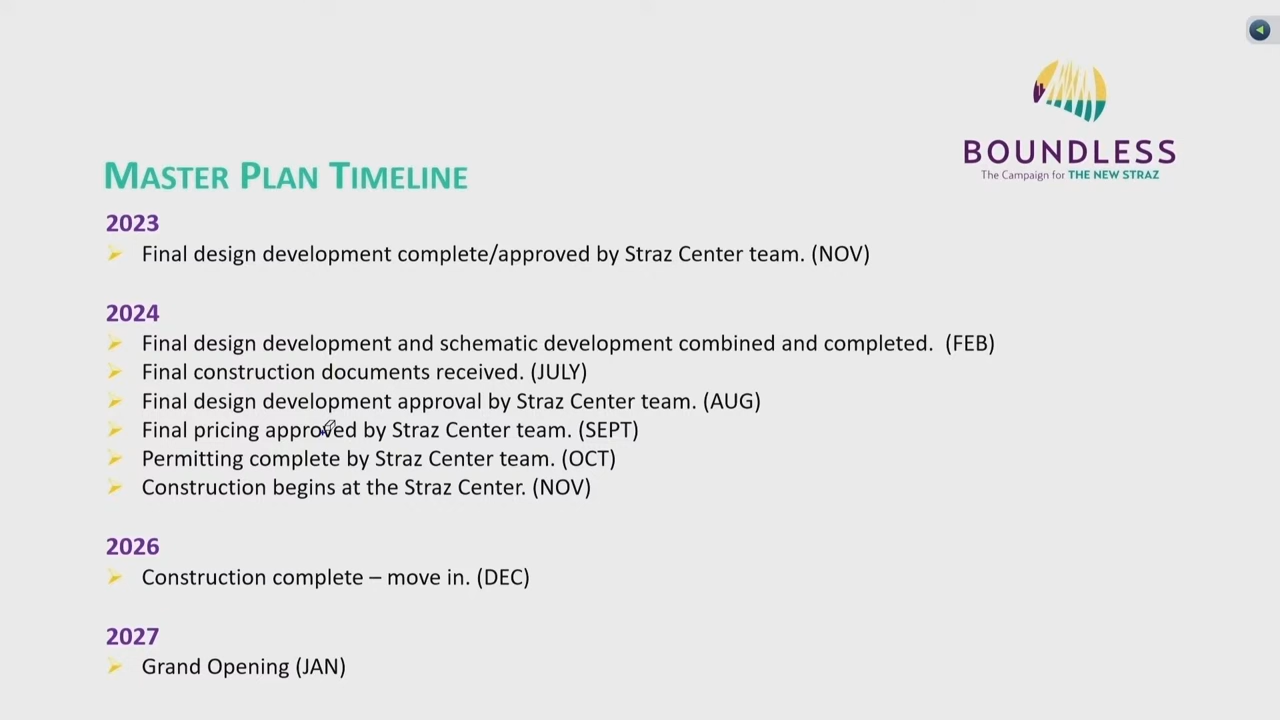 BOUNDLESS
The Campaign for THE NEW STRAZ
MASTER PLAN TIMELINE
2023
Final design development complete/approved by Straz Center team. (NOV)
2024
Final design development and schematic development combined and completed. (FEB)
Final construction documents received. (JULY)
Final design development approval by Straz Center team. (AUG)
Final pricing approved by Straz Center team. (SEPT)
Permitting complete by Straz Center team. (OCT)
Construction begins at the Straz Center. (NOV)
2026
Construction complete – move in. (DEC)
2027
Grand Opening (JAN)